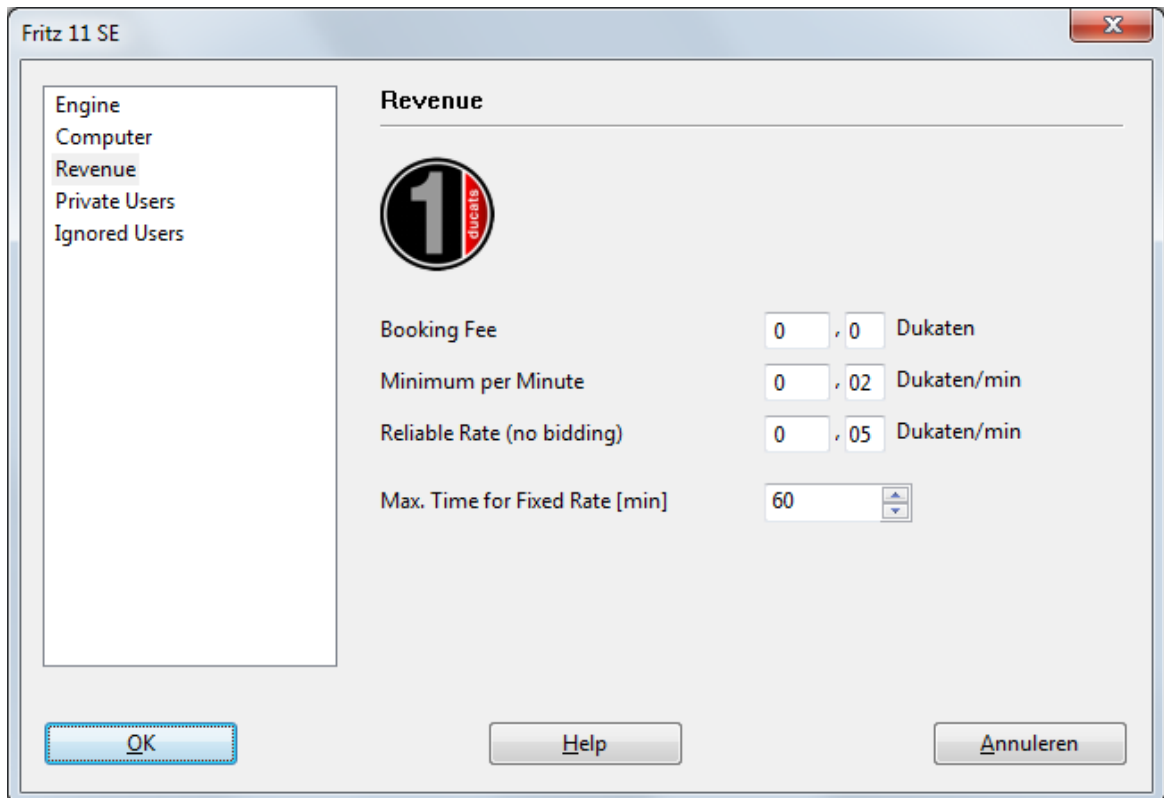 Fritz 11 SE
Engine
Computer
Revenue
Private Users
Ignored Users
Revenue
1 ducats
Booking Fee 0 , 0 Dukaten
Minimum per Minute 0 , 02 Dukaten/min
Reliable Rate (no bidding) 0 , 05 Dukaten/min
Max. Time for Fixed Rate [min] 60
OK Help Annuleren